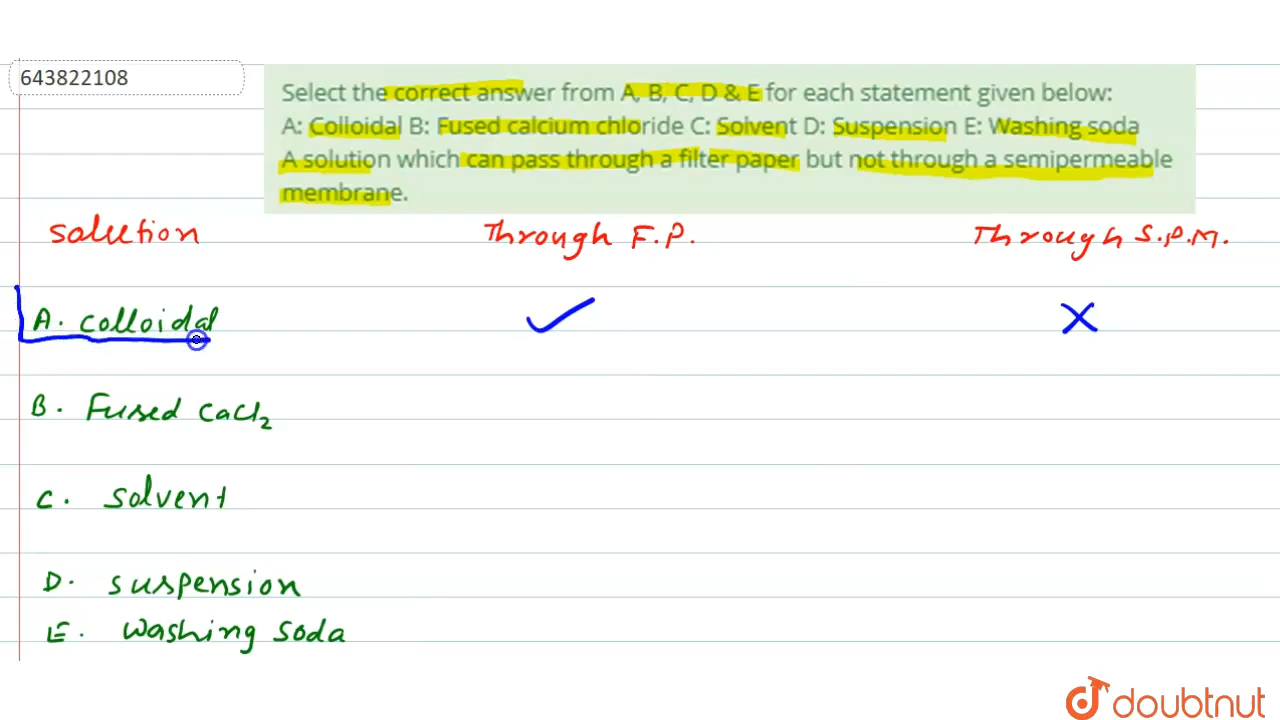 643822108
Select the correct answer from A, B, C, D & E for each statement given below:
A: Colloidal B: Fused calcium chloride C: Solvent D: Suspension E: Washing soda
A solution which can pass through a filter paper but not through a semipermeable
membrane.
Solution Through F.P. Through S.P.M.
A. colloidal
B. Fused CaCl2
C. Solvent
D. Suspension
E. Washing Soda
doubtnut